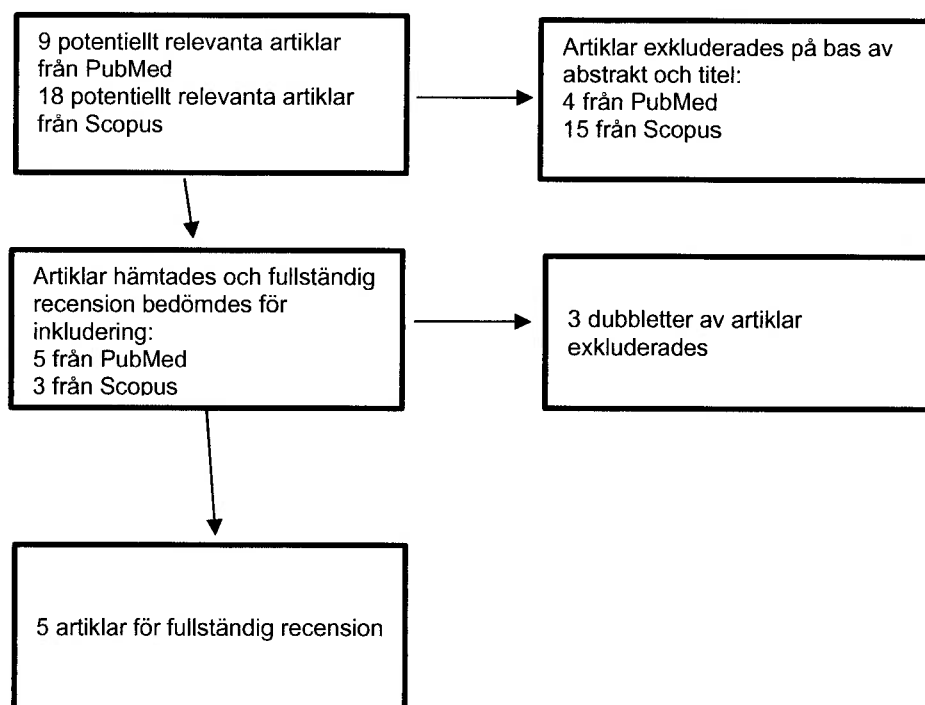 9 potentiellt relevanta artiklar
från PubMed
18 potentiellt relevanta artiklar
från Scopus
Artiklar exkluderades på bas av
abstrakt och titel:
4 från PubMed
15 från Scopus
Artiklar hämtades och fullständig
recension bedömdes för
inkludering:
5 från PubMed
3 från Scopus
3 dubbletter av artiklar
exkluderades
5 artiklar för fullständig recension